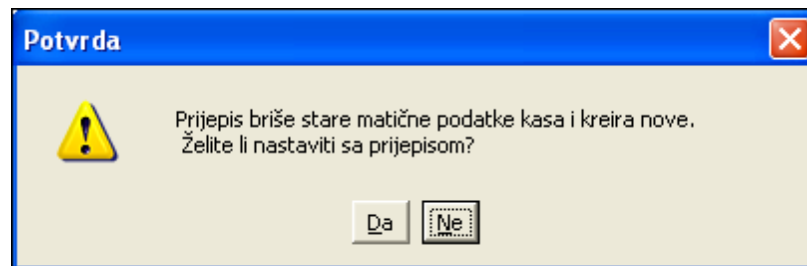 Potvrda
Prijepis briše stare matične podatke kasa i kreira nove.
Želite li nastaviti sa prijepisom?
Da
Ne